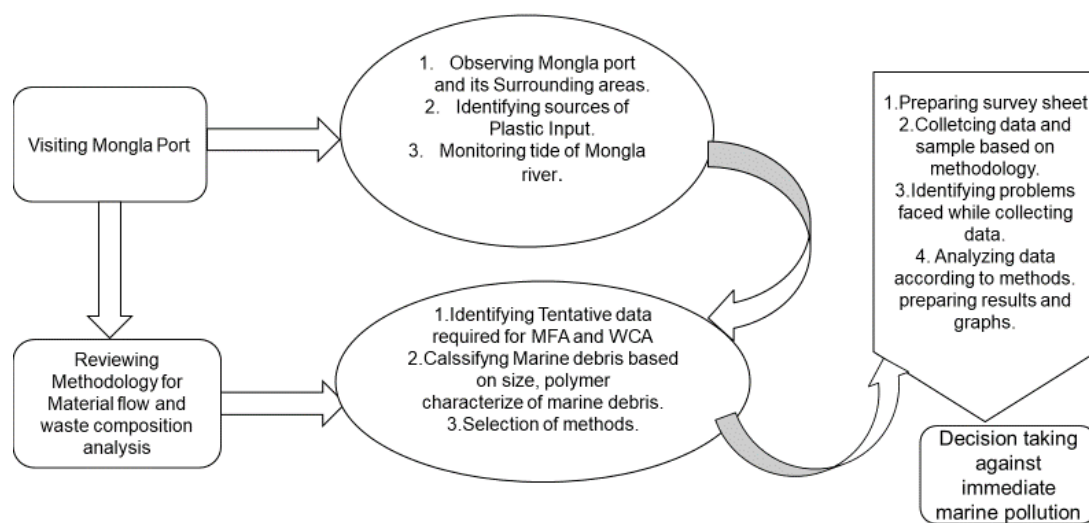 Visiting Mongla Port
1. Observing Mongla port
and its Surrounding areas.
2. Identifying sources of
Plastic Input.
3. Monitoring tide of Mongla
river.
Reviewing
Methodology for
Material flow and
waste composition
analysis
1.Identifying Tentative data
required for MFA and WCA
2.Calssifyng Marine debris based
on size, polymer
characterize of marine debris.
3.Selection of methods.
1.Preparing survey sheet
2.Colletcing data and
sample based on
methodology.
3.Identifying problems
faced while collecting
data.
4. Analyzing data
according to methods.
preparing results and
graphs.
Decision taking
against
immediate
marine pollution